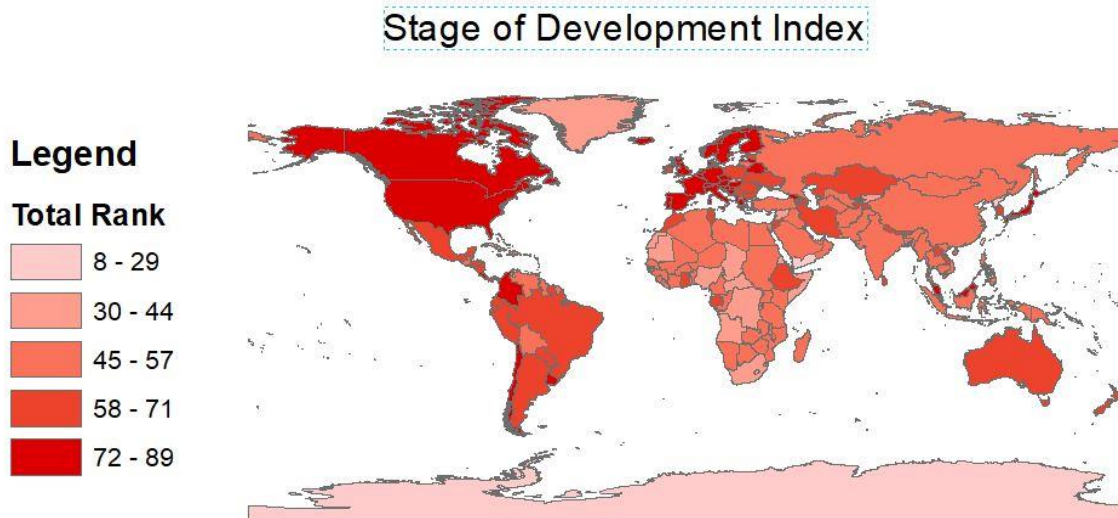 Stage of Development Index
Legend
Total Rank
8 - 29
30 - 44
45 - 57
58 - 71
72 - 89